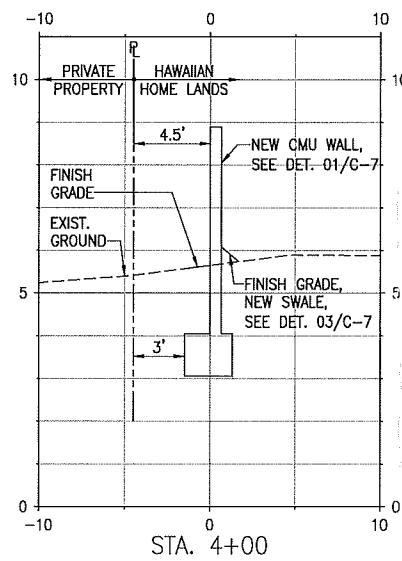 -10 0 10
PL
PRIVATE PROPERTY
HAWAIIAN HOME LANDS
10 10
4.5'
NEW CMU WALL,
SEE DET. 01/C-7
FINISH
GRADE
EXIST.
GROUND
5 5
FINISH GRADE,
NEW SWALE,
SEE DET. 03/C-7
3'
0 0
-10 0 10
STA. 4+00